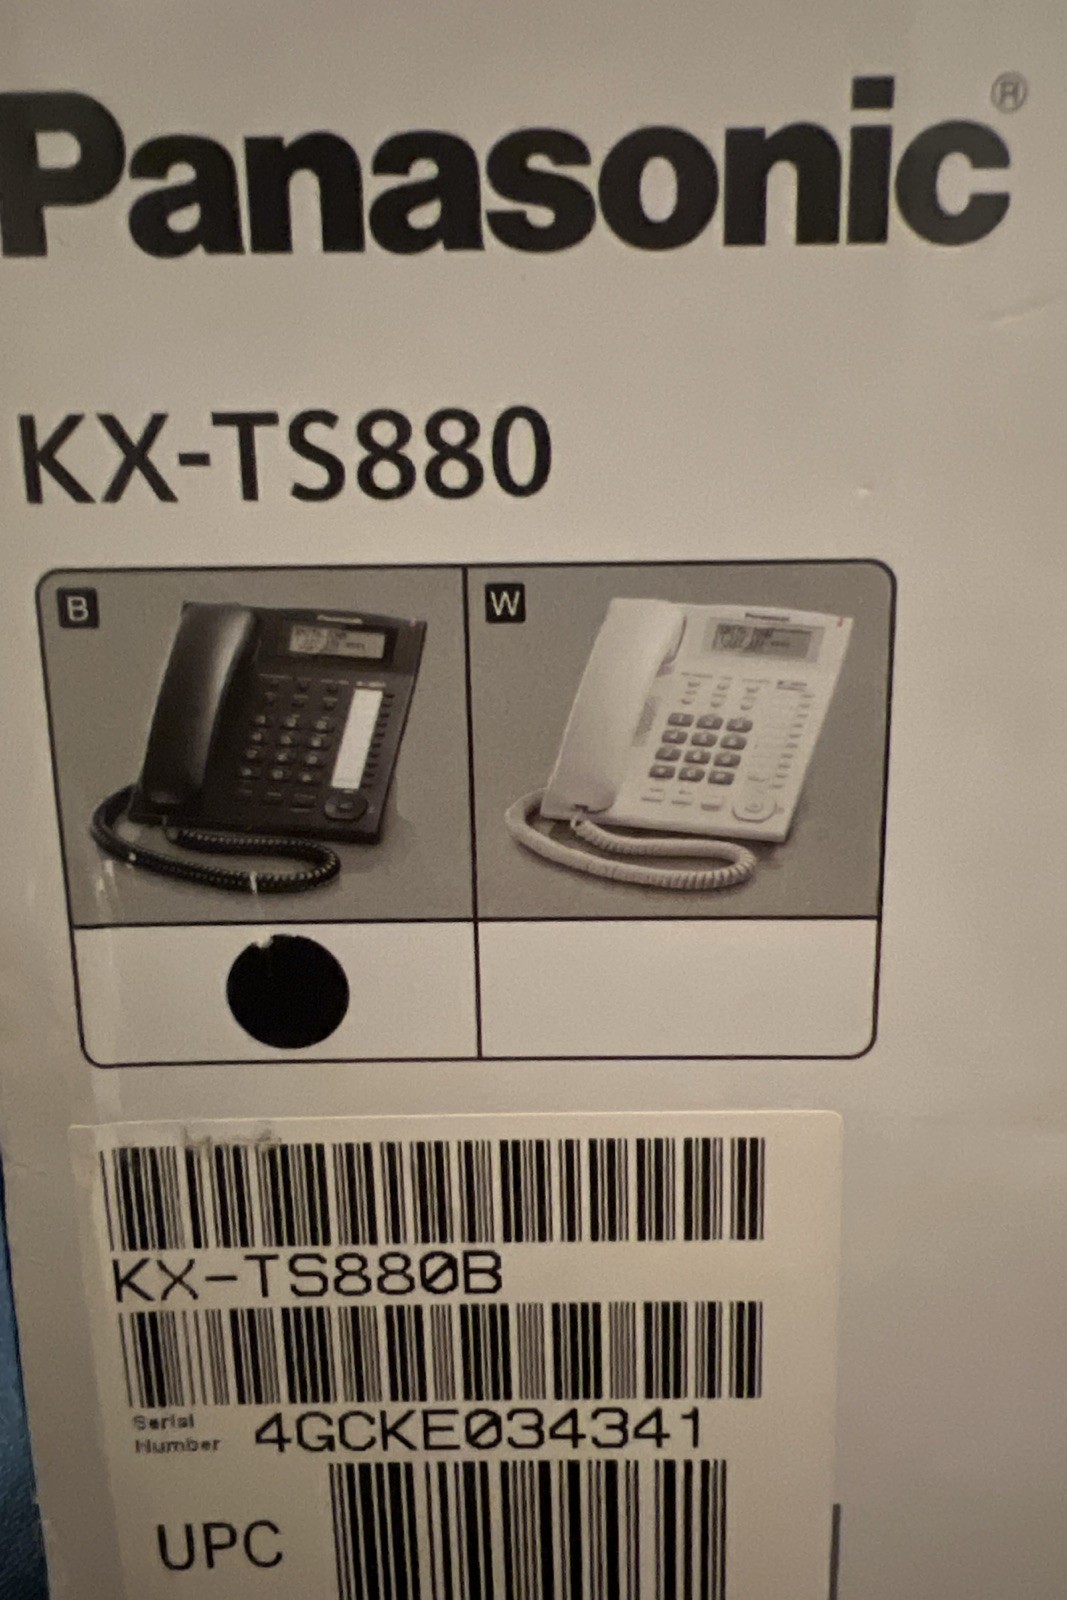 Panasonic®
KX-TS880
B
W
KX-TS880B
Serial
Number 4GCKE034341
UPC